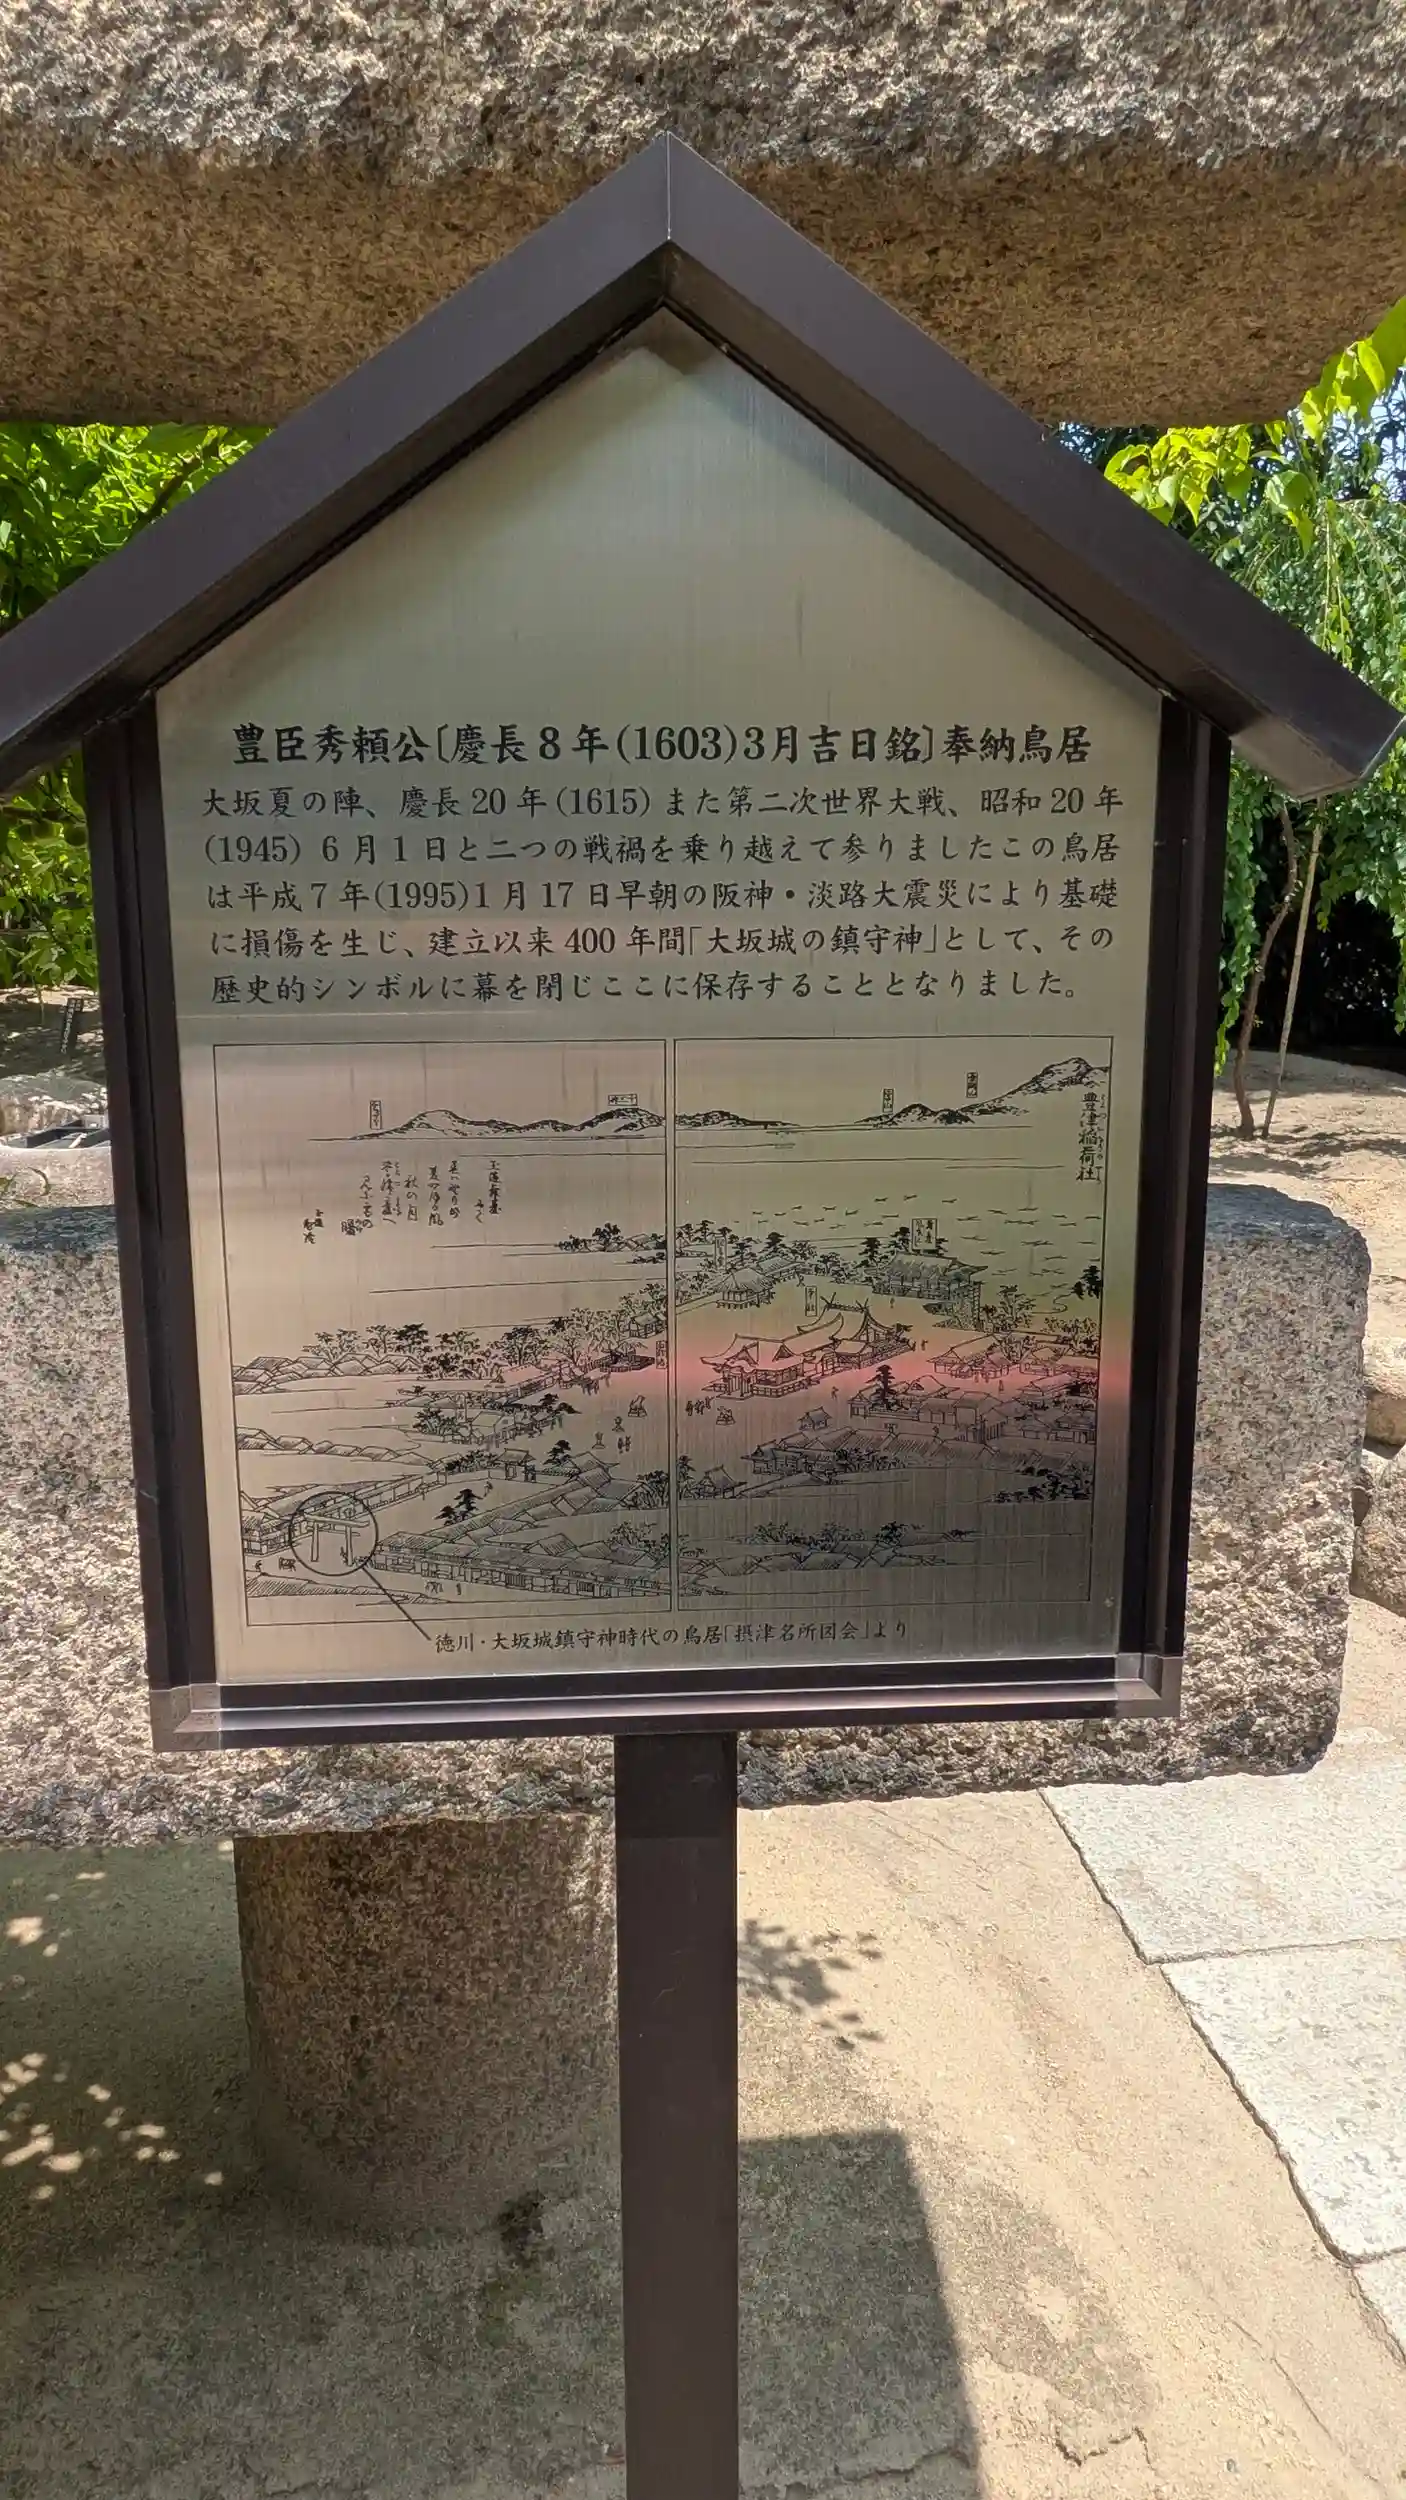 豊臣秀頼公〔慶長8年(1603)3月吉日銘〕奉納鳥居
大坂夏の陣、慶長20年(1615)また第二次世界大戦、昭和20年
(1945) 6月1日と二つの戦禍を乗り越えて参りましたこの鳥居
は平成7年(1995)1月17日早朝の阪神・淡路大震災により基礎
に損傷を生じ、建立以来400年間「大坂城の鎮守神」として、その
歴史的シンボルに幕を閉じここに保存することとなりました。
豊津稲荷社
徳川・大坂城鎮守神時代の鳥居「摂津名所図会」より